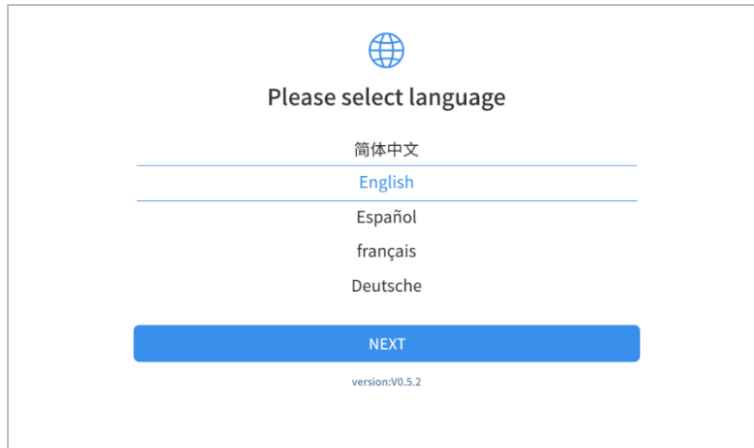 Please select language
简体中文
English
Español
français
Deutsche
NEXT
version:V0.5.2